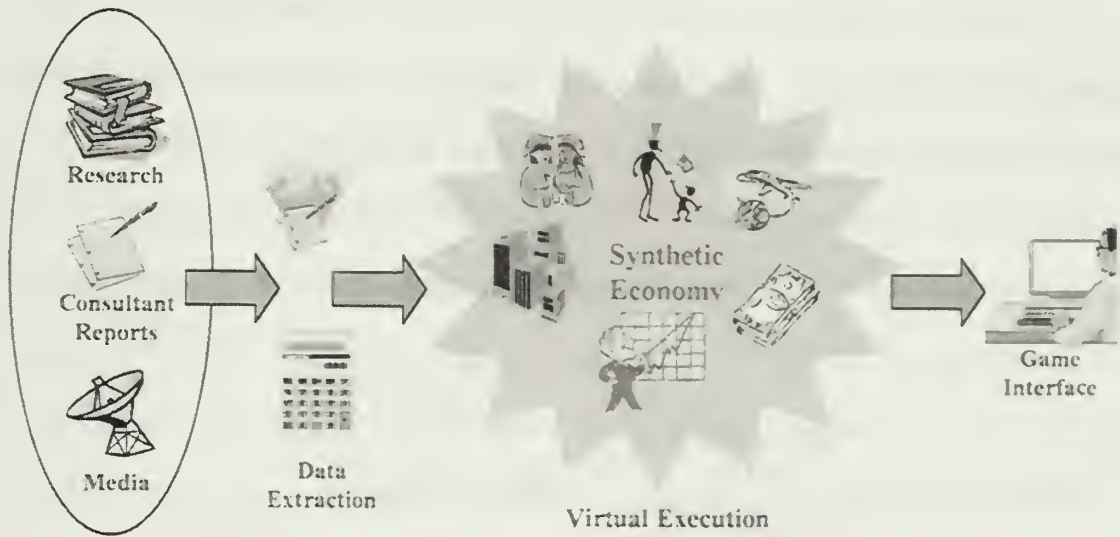 Research
Consultant
Reports
Media
Data
Extraction
Synthetic
Economy
Virtual Execution
Game
Interface